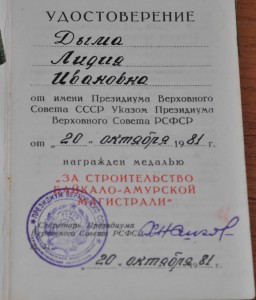 УДОСТОВЕРЕНИЕ
Дыма
Лидия
Ивановна
от имени Президиума Верховного
Совета СССР Указом Президиума
Верховного Совета РСФСР
от „20" октября 1981 г.
награжден медалью
„ЗА СТРОИТЕЛЬСТВО
БАЙКАЛО-АМУРСКОЙ
МАГИСТРАЛИ"
Секретарь Президиума
Верховного Совета РСФСР
„20" октября 1981 г.